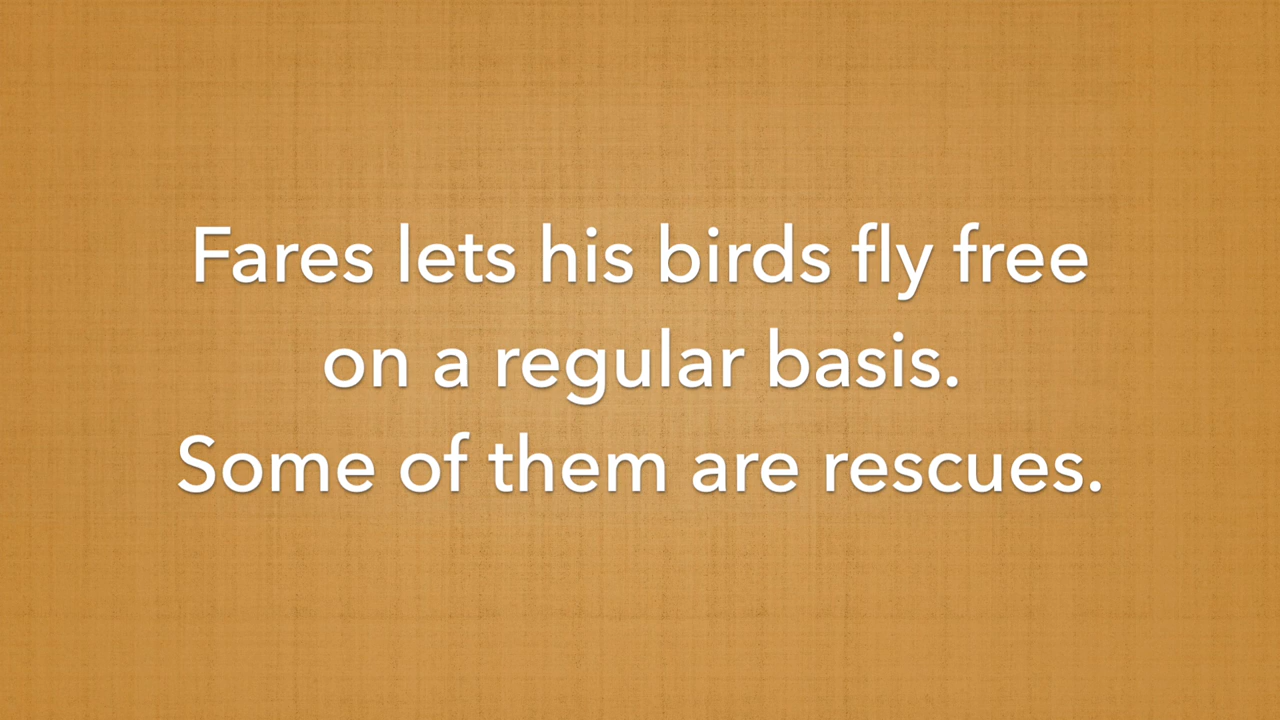 Fares lets his birds fly free
on a regular basis.
Some of them are rescues.